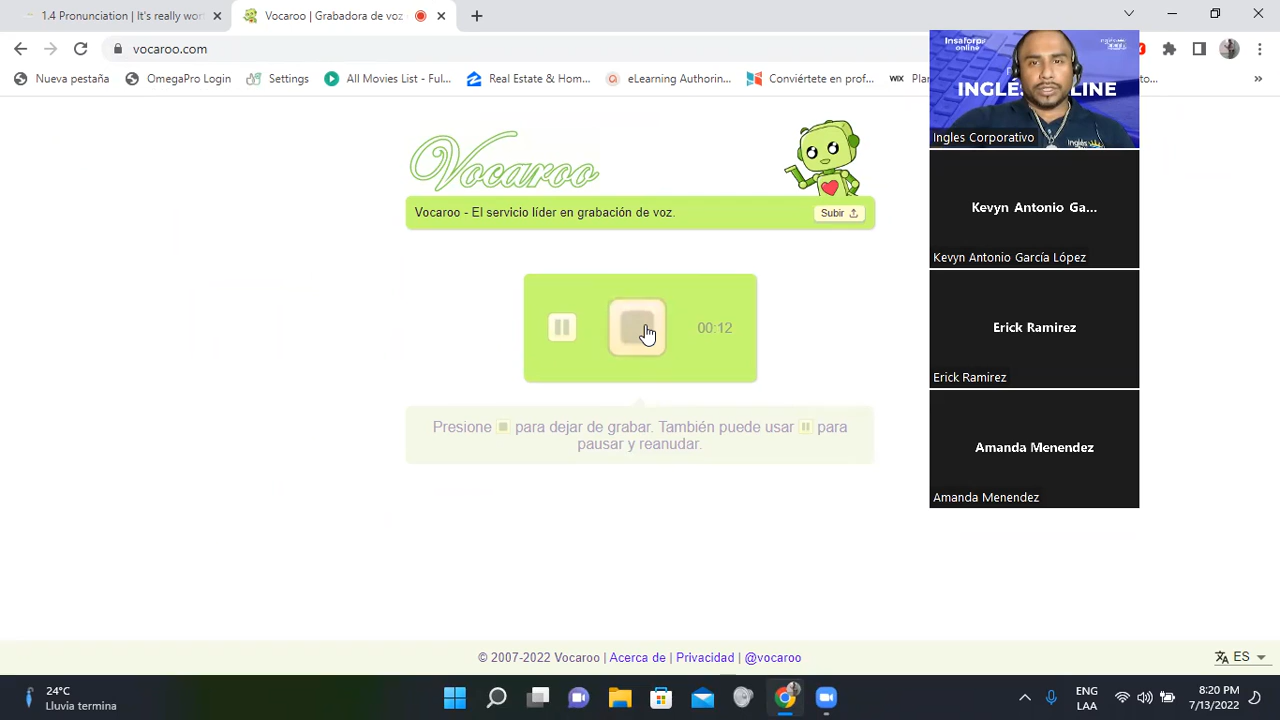 1.4 Pronunciation | It's really wor
Vocaroo | Grabadora de voz
vocaroo.com
Nueva pestaña
OmegaPro Login
Settings
All Movies List - Ful...
Real Estate & Hom...
eLearning Authorin...
Conviértete en prof...
WIX
Vocaroo
Vocaroo - El servicio líder en grabación de voz.
Subir
00:12
Presione para dejar de grabar. También puede usar para
pausar y reanudar.
Insaforp
online
INGLÉS ONLINE
Ingles Corporativo
Kevyn Antonio Ga...
Kevyn Antonio García López
Erick Ramirez
Erick Ramirez
Amanda Menendez
Amanda Menendez
© 2007-2022 Vocaroo | Acerca de | Privacidad | @vocaroo
ES
24°C
Lluvia termina
ENG
LAA
8:20 PM
7/13/2022